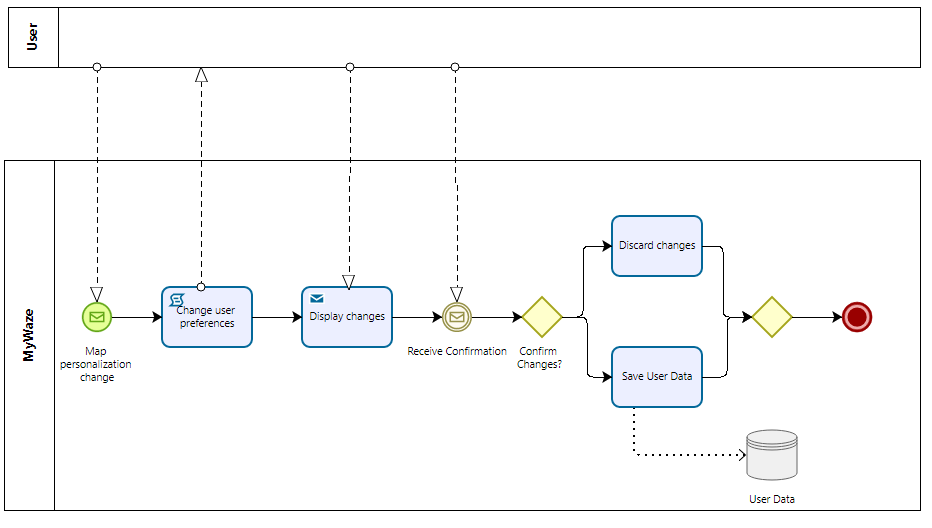 User
MyWaze
Map
personalization
change
Change user
preferences
Display changes
Receive Confirmation
Confirm
Changes?
Discard changes
Save User Data
User Data